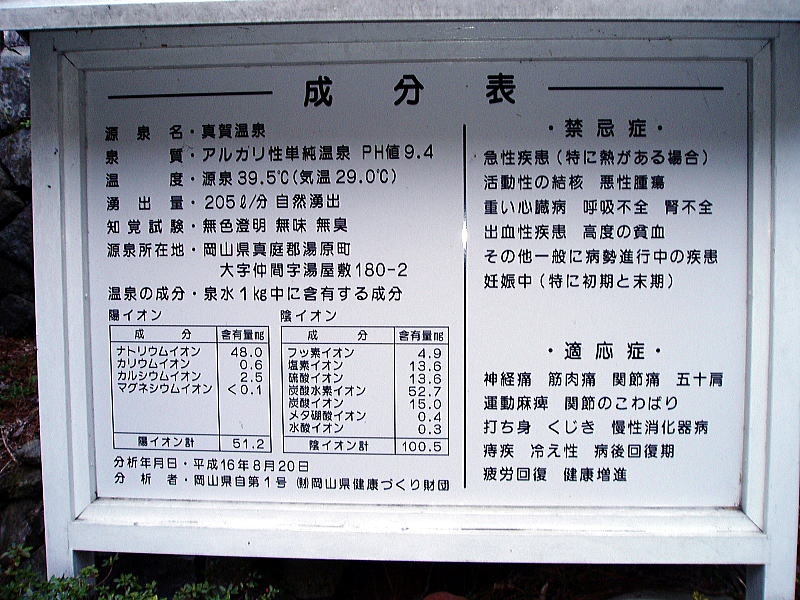 成分表
源泉名・真賀温泉
泉質・アルカリ性単純温泉 PH値9.4
温度・源泉39.5℃(気温29.0℃)
湧出量・205ℓ/分 自然湧出
知覚試験・無色澄明 無味 無臭
源泉所在地・岡山県真庭郡湯原町
大字仲間字湯屋敷180-2
温泉の成分・泉水1kg中に含有する成分
陽イオン
成分 含有量mg
ナトリウムイオン 48.0
カリウムイオン 0.6
カルシウムイオン 2.5
マグネシウムイオン <0.1
陽イオン計 51.2
陰イオン
成分 含有量mg
フッ素イオン 4.9
塩素イオン 13.6
硫酸イオン 13.6
炭酸水素イオン 52.7
炭酸イオン 15.0
メタ硼酸イオン 0.4
水酸イオン 0.3
陰イオン計 100.5
分析年月日・平成16年8月20日
分析者・岡山県自第1号 ㈶岡山県健康づくり財団
・禁忌症・
急性疾患(特に熱がある場合)
活動性の結核 悪性腫瘍
重い心臓病 呼吸不全 腎不全
出血性疾患 高度の貧血
その他一般に病勢進行中の疾患
妊娠中(特に初期と末期)
・適応症・
神経痛 筋肉痛 関節痛 五十肩
運動麻痺 関節のこわばり
打ち身 くじき 慢性消化器病
痔疾 冷え性 病後回復期
疲労回復 健康増進